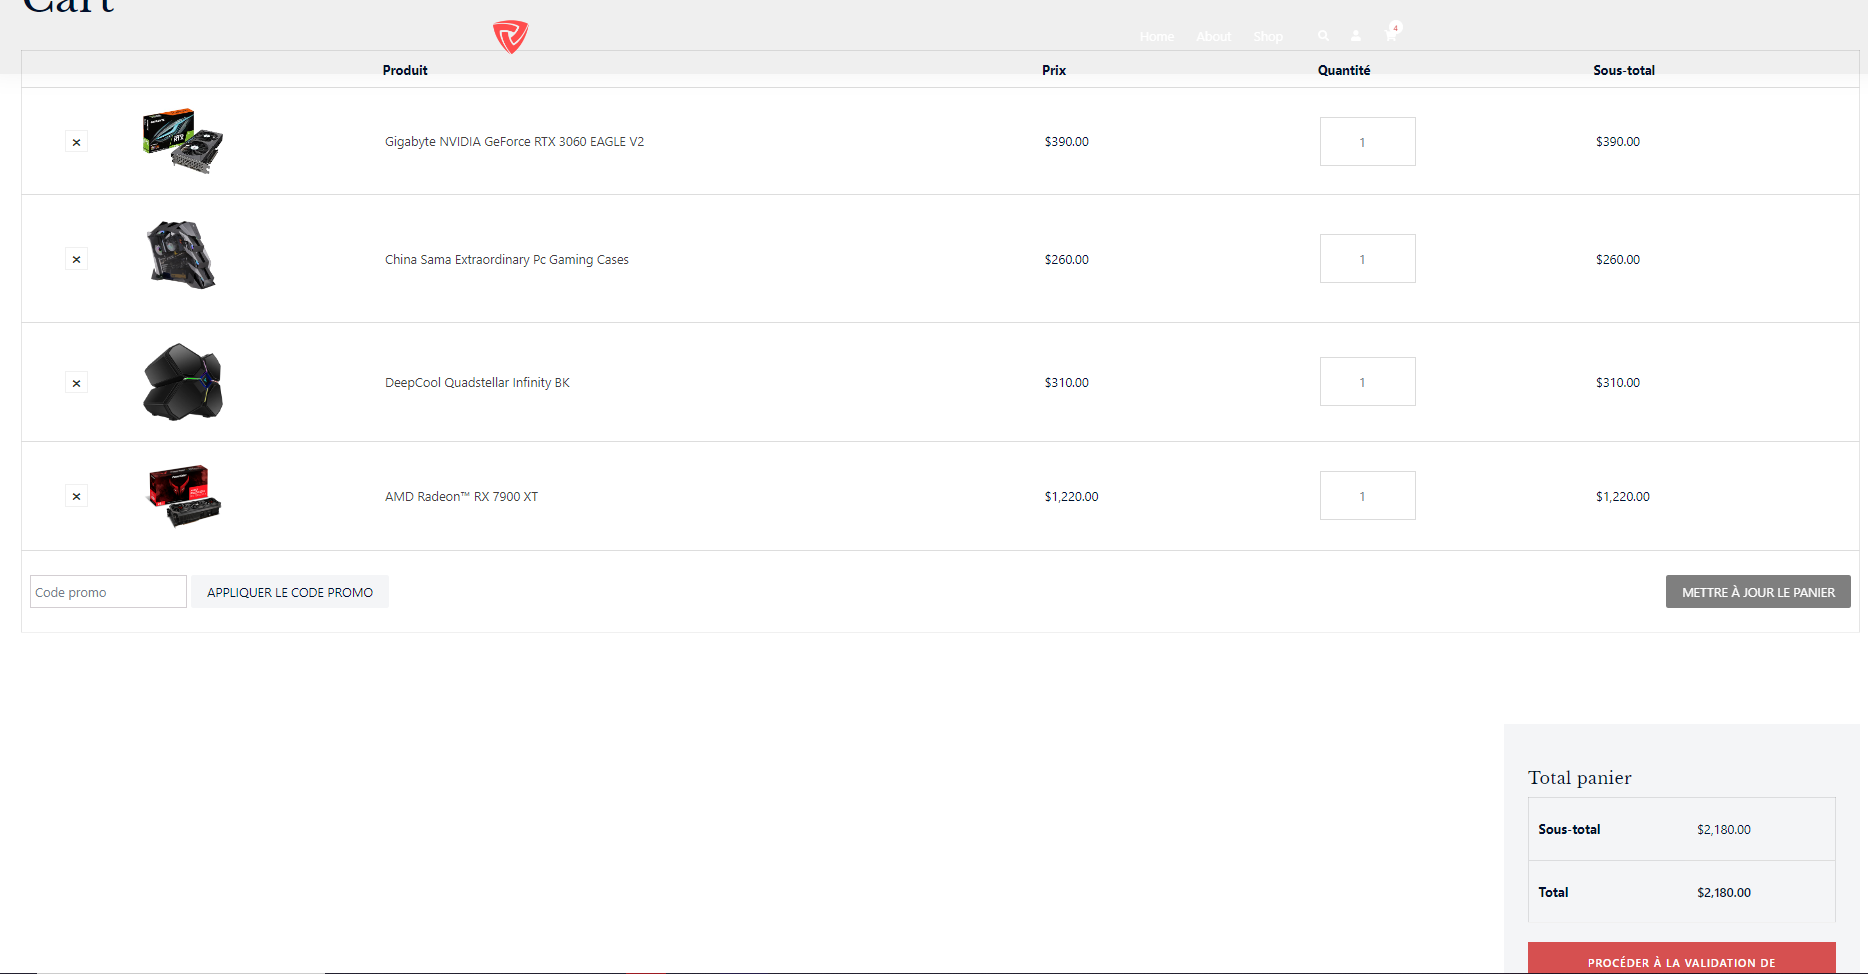 Cart
Home About Shop 4
Produit Prix Quantité Sous-total
× Gigabyte NVIDIA GeForce RTX 3060 EAGLE V2 $390.00 1 $390.00
× China Sama Extraordinary Pc Gaming Cases $260.00 1 $260.00
× DeepCool Quadstellar Infinity BK $310.00 1 $310.00
× AMD Radeon™ RX 7900 XT $1,220.00 1 $1,220.00
Code promo APPLIQUER LE CODE PROMO METTRE À JOUR LE PANIER
Total panier
Sous-total $2,180.00
Total $2,180.00
PROCÉDER À LA VALIDATION DE